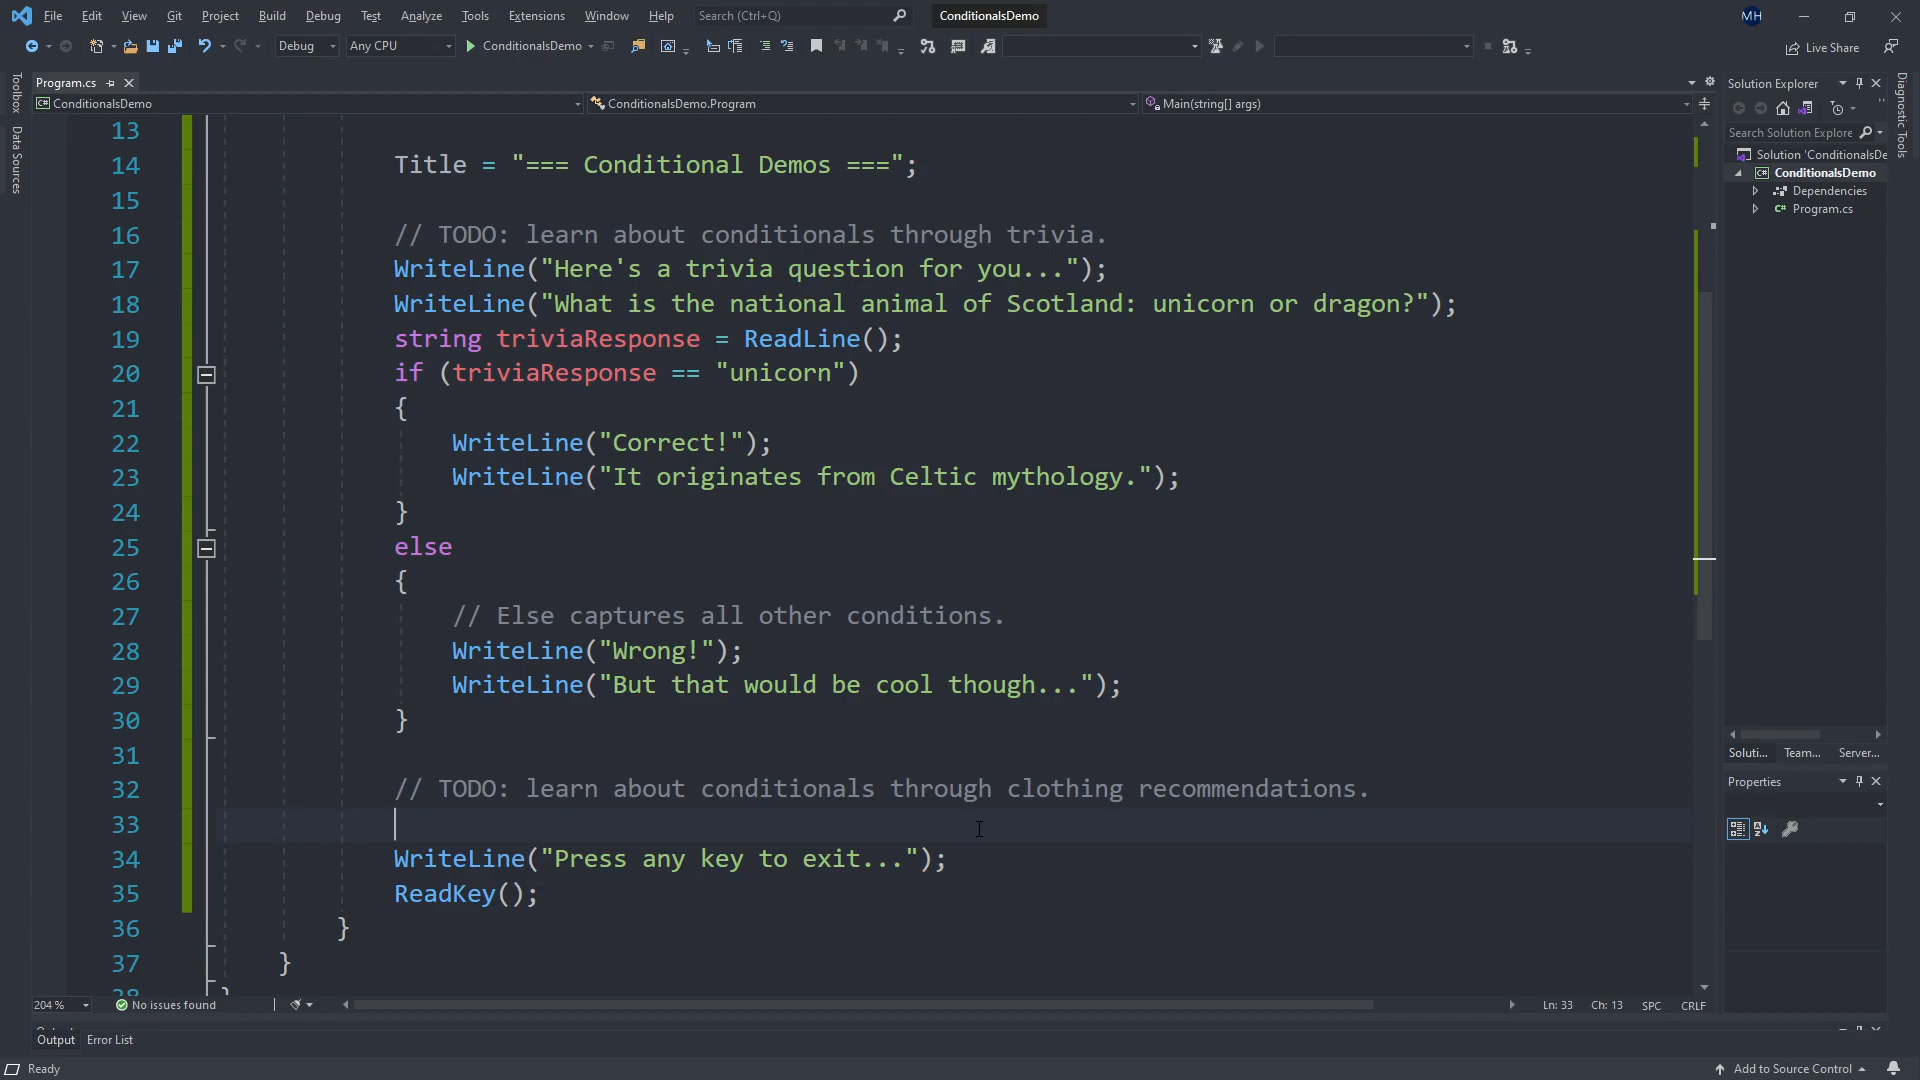 File Edit View Git Project Build Debug Test Analyze Tools Extensions Window Help Search (Ctrl+Q) ConditionalsDemo MH
Debug Any CPU ConditionalsDemo Live Share
Toolbox
Data Sources
Program.cs
ConditionalsDemo ConditionalsDemo.Program Main(string[] args)
13
14 Title = "=== Conditional Demos ===";
15
16 // TODO: learn about conditionals through trivia.
17 WriteLine("Here's a trivia question for you...");
18 WriteLine("What is the national animal of Scotland: unicorn or dragon?");
19 string triviaResponse = ReadLine();
20 if (triviaResponse == "unicorn")
21 {
22 WriteLine("Correct!");
23 WriteLine("It originates from Celtic mythology.");
24 }
25 else
26 {
27 // Else captures all other conditions.
28 WriteLine("Wrong!");
29 WriteLine("But that would be cool though...");
30 }
31
32 // TODO: learn about conditionals through clothing recommendations.
33
34 WriteLine("Press any key to exit...");
35 ReadKey();
36 }
37 }
38 }
204 % No issues found Ln: 33 Ch: 13 SPC CRLF
Output
Output Error List
Ready Add to Source Control
Solution Explorer
Search Solution Explore
Solution 'ConditionalsDe
ConditionalsDemo
Dependencies
C# Program.cs
Soluti... Team... Server...
Properties
Diagnostic Tools